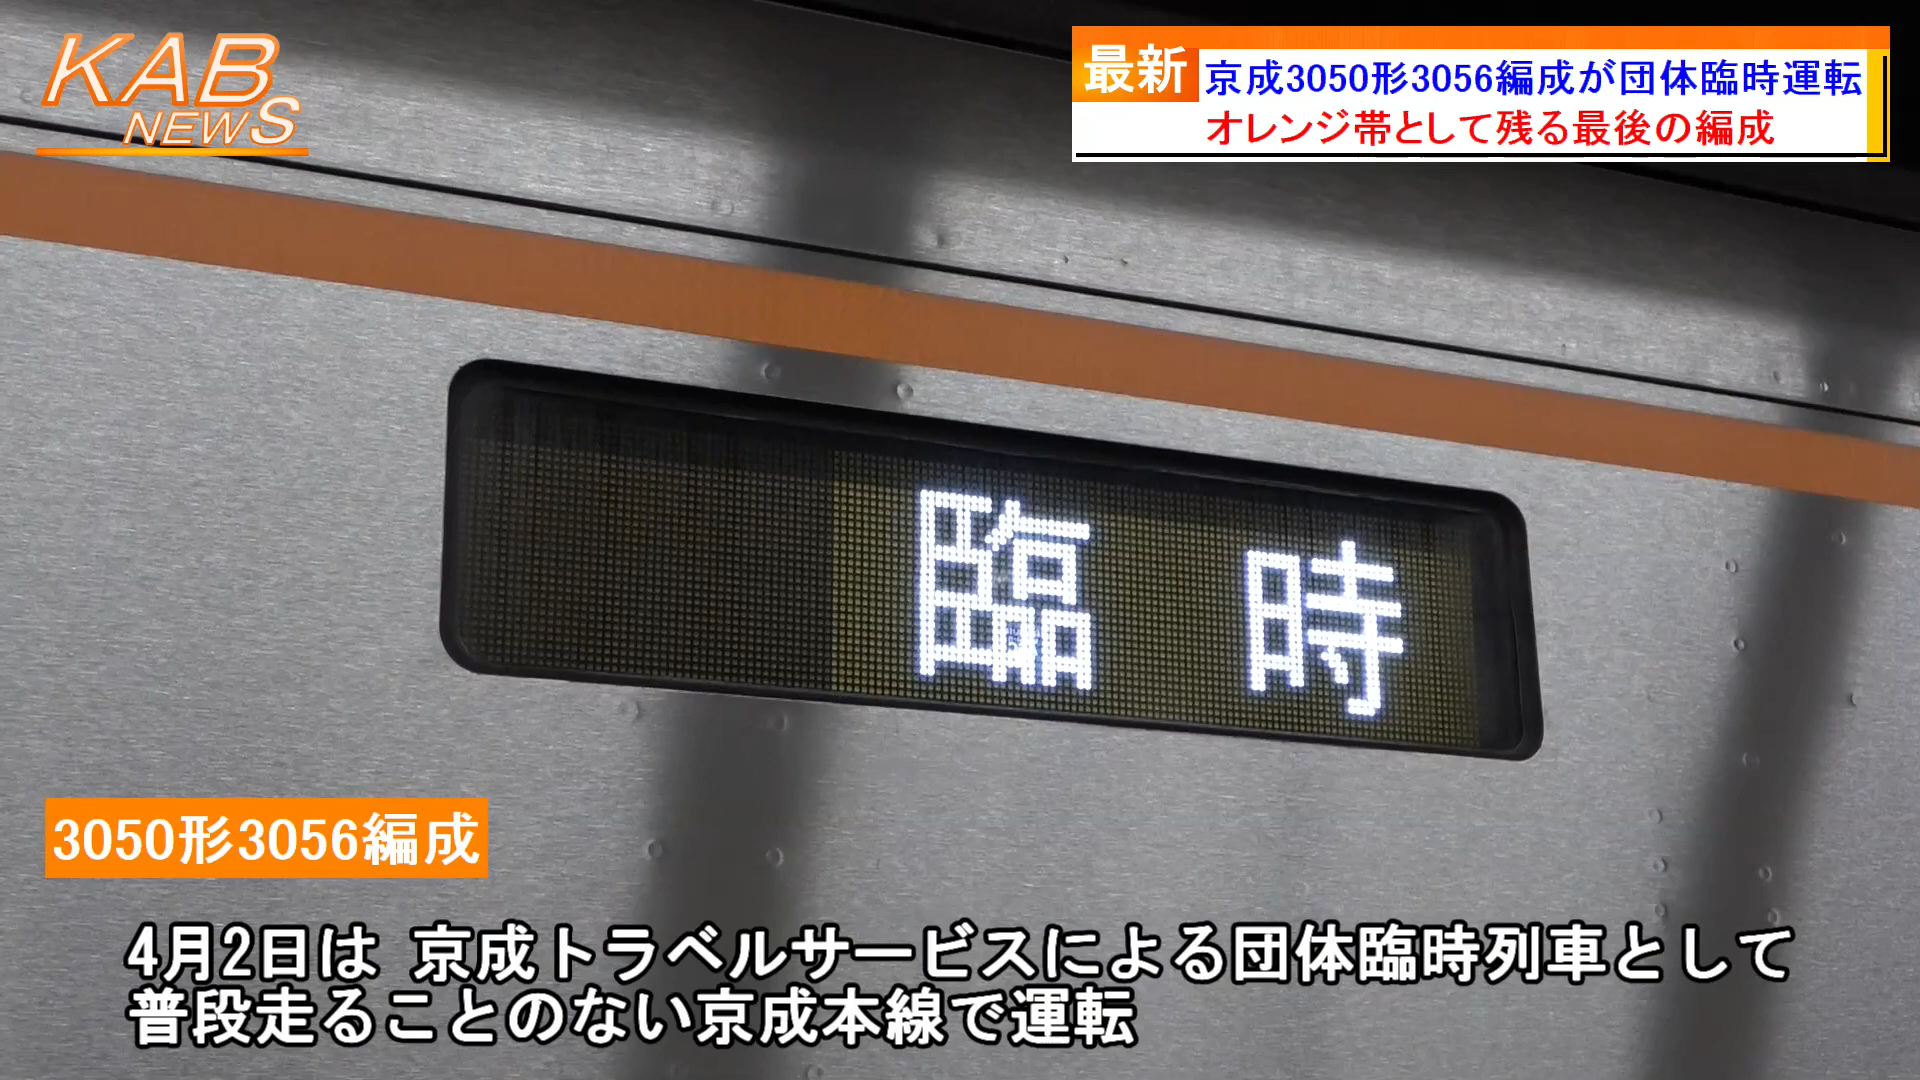 KAB
NEWS
最新
京成3050形3056編成が団体臨時運転
オレンジ帯として残る最後の編成
臨時
3050形3056編成
4月2日は 京成トラベルサービスによる団体臨時列車として
普段走ることのない京成本線で運転